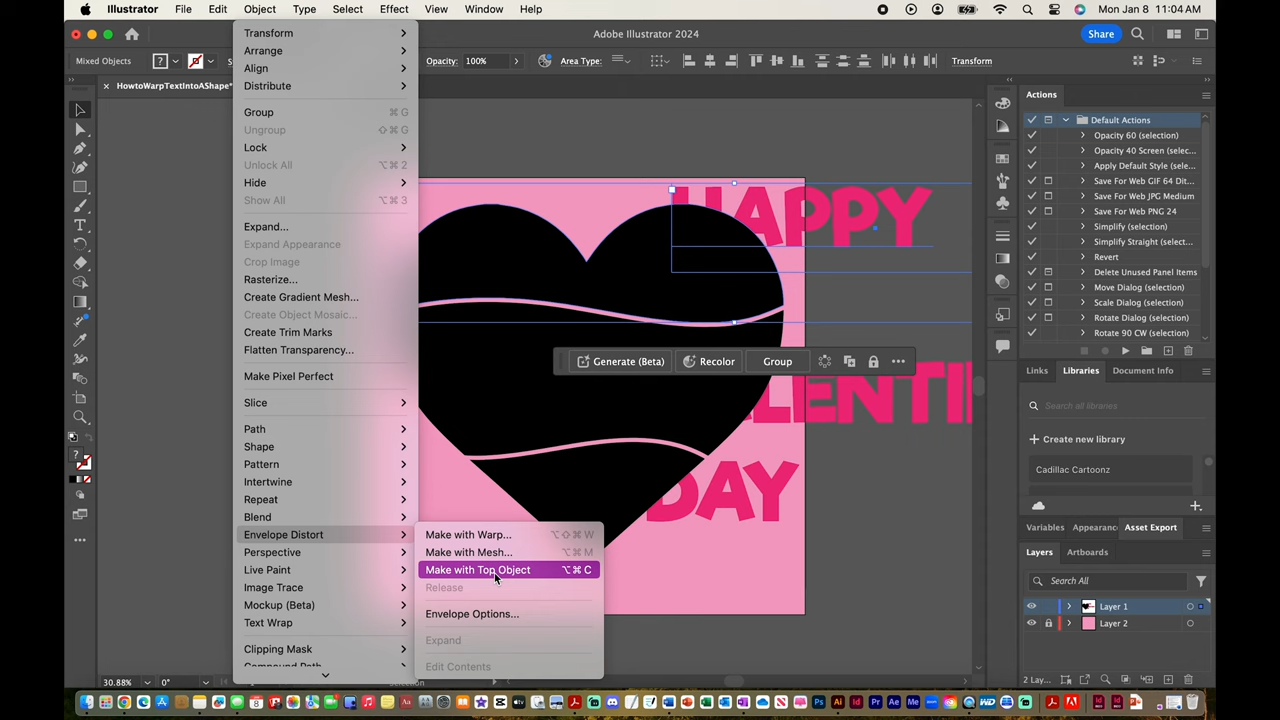 Illustrator File Edit Object Type Select Effect View Window Help Mon Jan 8 11:04 AM
Adobe Illustrator 2024 Share
Mixed Objects Opacity: 100% Area Type: Transform
HowtoWarpTextIntoAShape*
Transform
Arrange
Align
Distribute
Group ⌘G
Ungroup ⇧⌘G
Lock
Unlock All ⌥⌘2
Hide
Show All ⌥⌘3
Expand...
Expand Appearance
Crop Image
Rasterize...
Create Gradient Mesh...
Create Object Mosaic...
Create Trim Marks
Flatten Transparency...
Make Pixel Perfect
Slice
Path
Shape
Pattern
Intertwine
Repeat
Blend
Envelope Distort
Perspective
Live Paint
Image Trace
Mockup (Beta)
Text Wrap
Clipping Mask
Make with Warp... ⌥⇧⌘W
Make with Mesh... ⌥⌘M
Make with Top Object ⌥⌘C
Release
Envelope Options...
Expand
Edit Contents
HAPPY
DAY
Generate (Beta) Recolor Group
Actions
Default Actions
Opacity 60 (selection)
Opacity 40 Screen (selec...
Apply Default Style (sele...
Save For Web GIF 64 Dit...
Save For Web JPG Medium
Save For Web PNG 24
Simplify (selection)
Simplify Straight (select...
Revert
Delete Unused Panel Items
Move Dialog (selection)
Scale Dialog (selection)
Rotate Dialog (selection)
Rotate 90 CW (selection)
Links Libraries Document Info
Search all libraries
Create new library
Cadillac Cartoonz
Variables Appearanc Asset Export
Layers Artboards
Search All
Layer 1
Layer 2
2 Lay...
30.88% 0°